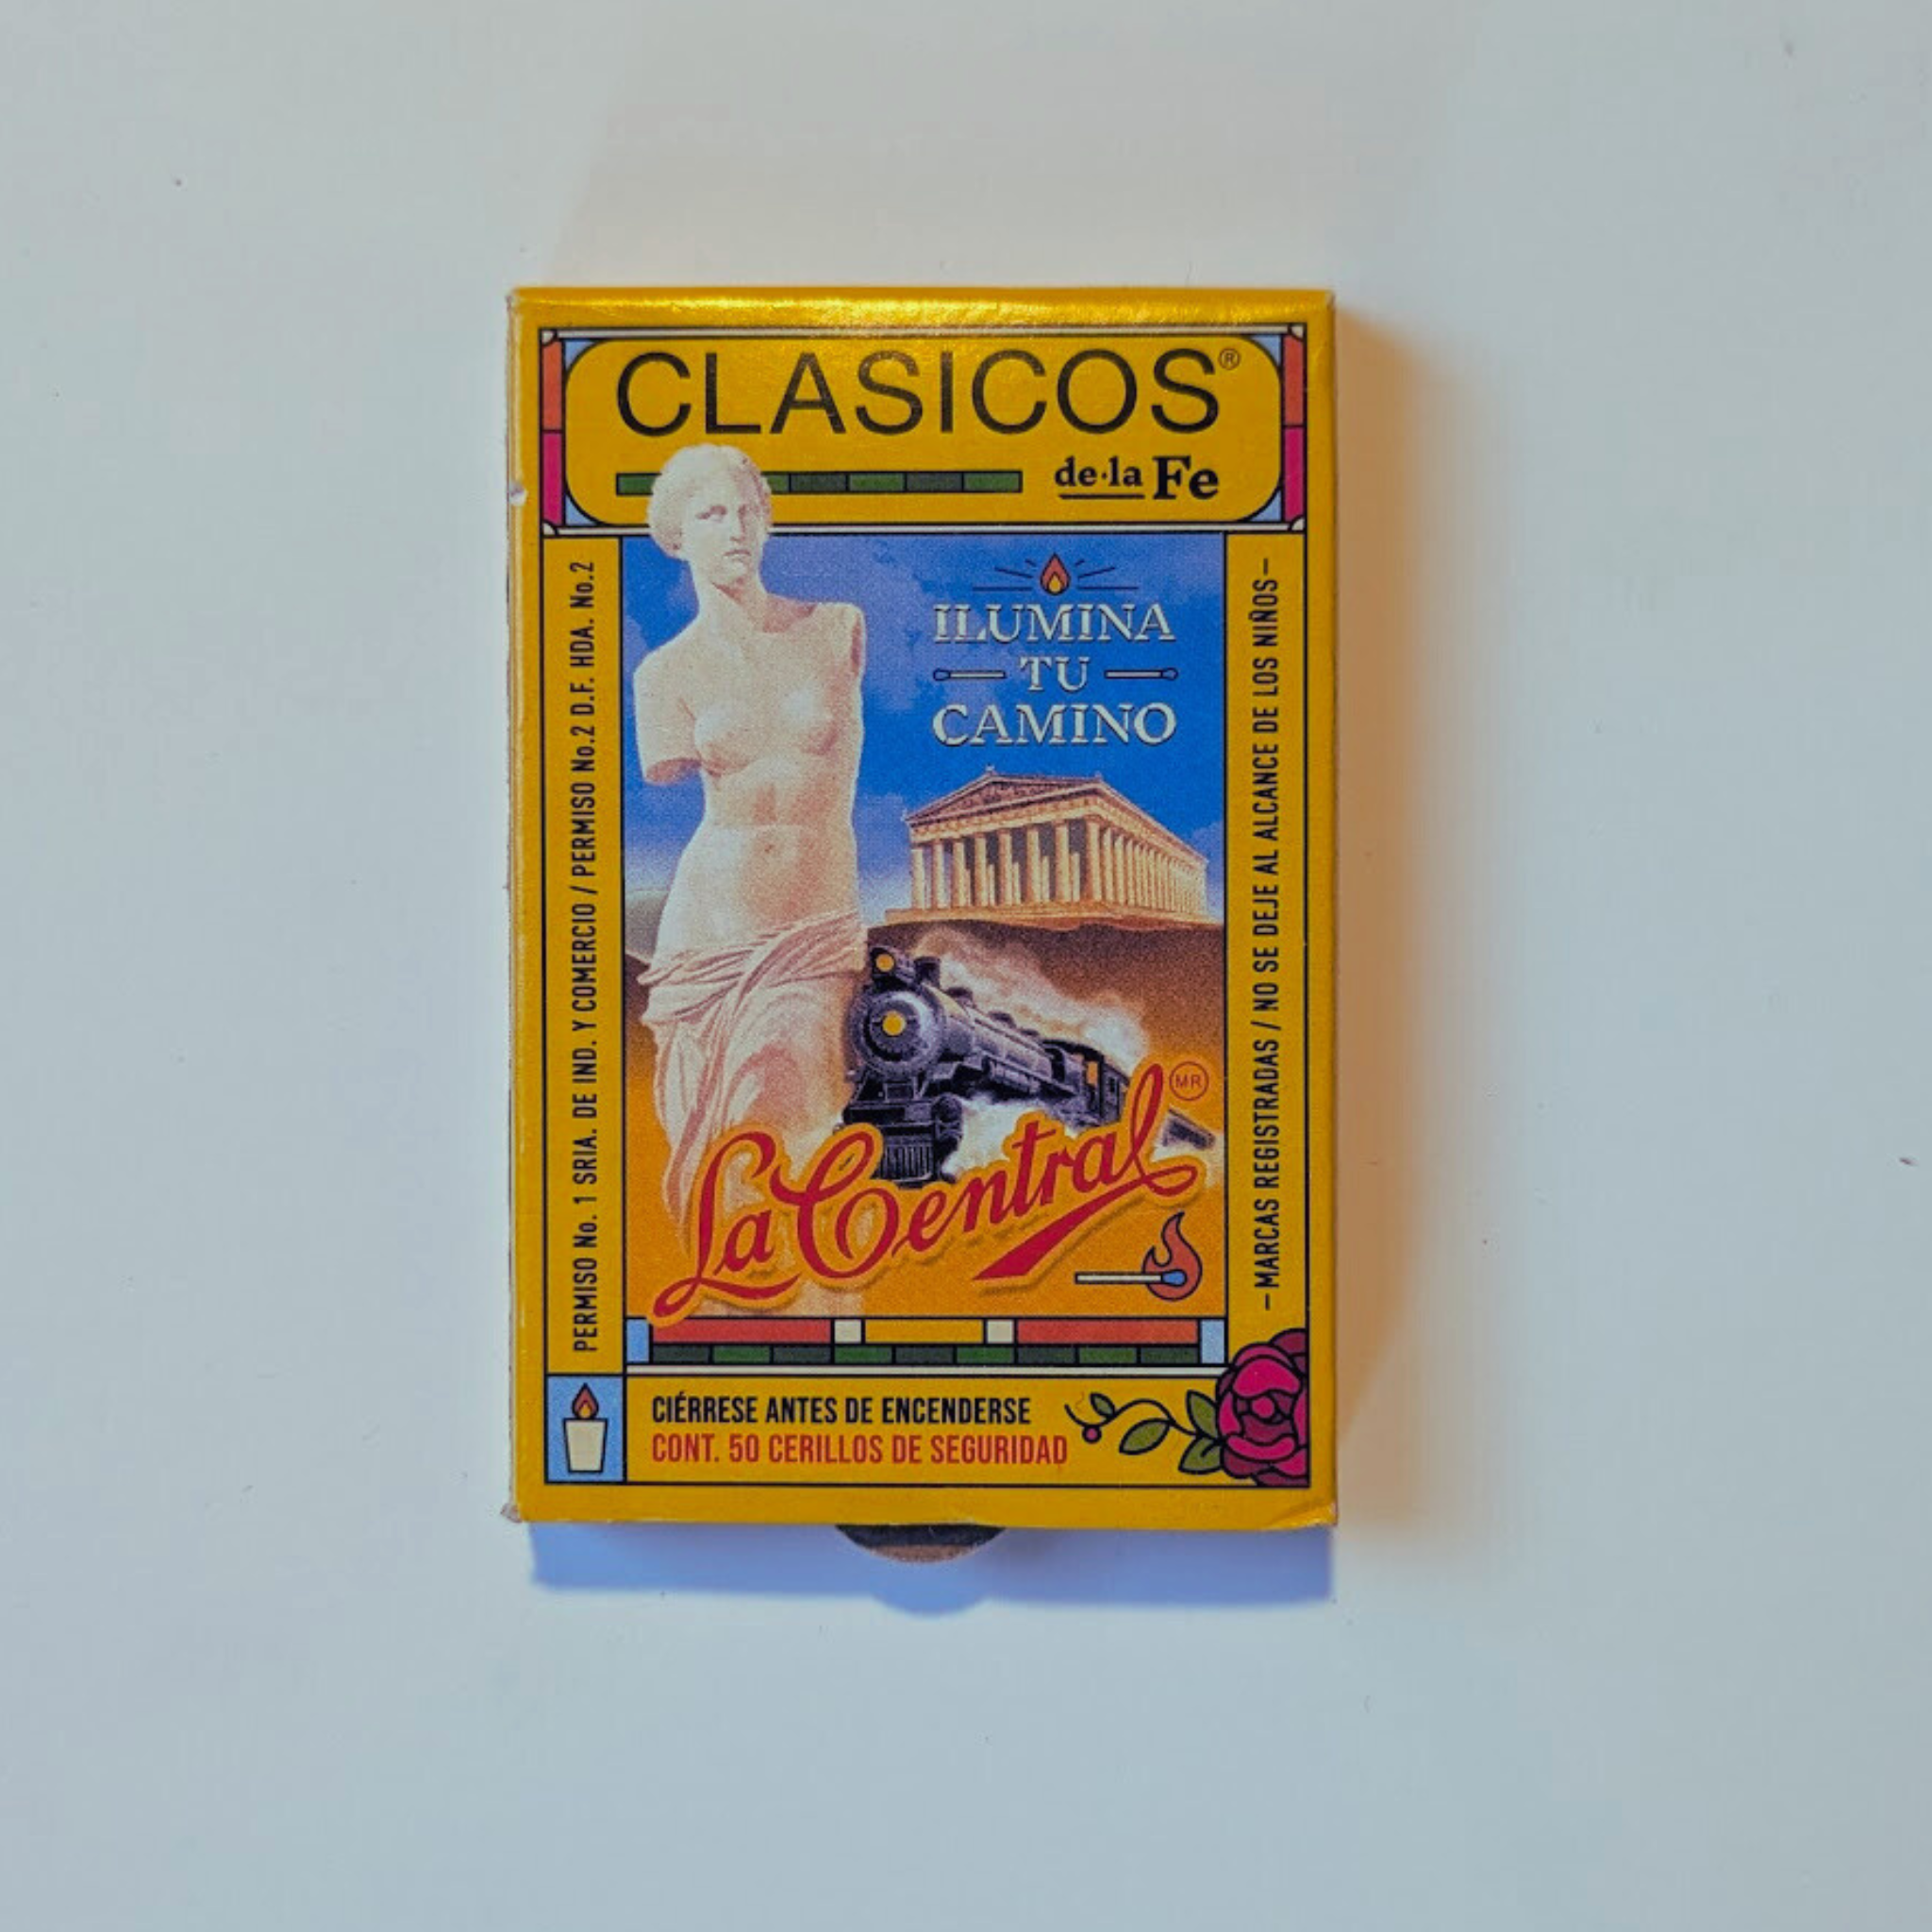 CLASICOS®
de·la Fe
PERMISO No. 1 SRIA. DE IND. Y COMERCIO / PERMISO No.2 D.F. HDA. No.2
ILUMINA
TU
CAMINO
La Central MR
—MARCAS REGISTRADAS / NO SE DEJE AL ALCANCE DE LOS NIÑOS—
CIÉRRESE ANTES DE ENCENDERSE
CONT. 50 CERILLOS DE SEGURIDAD